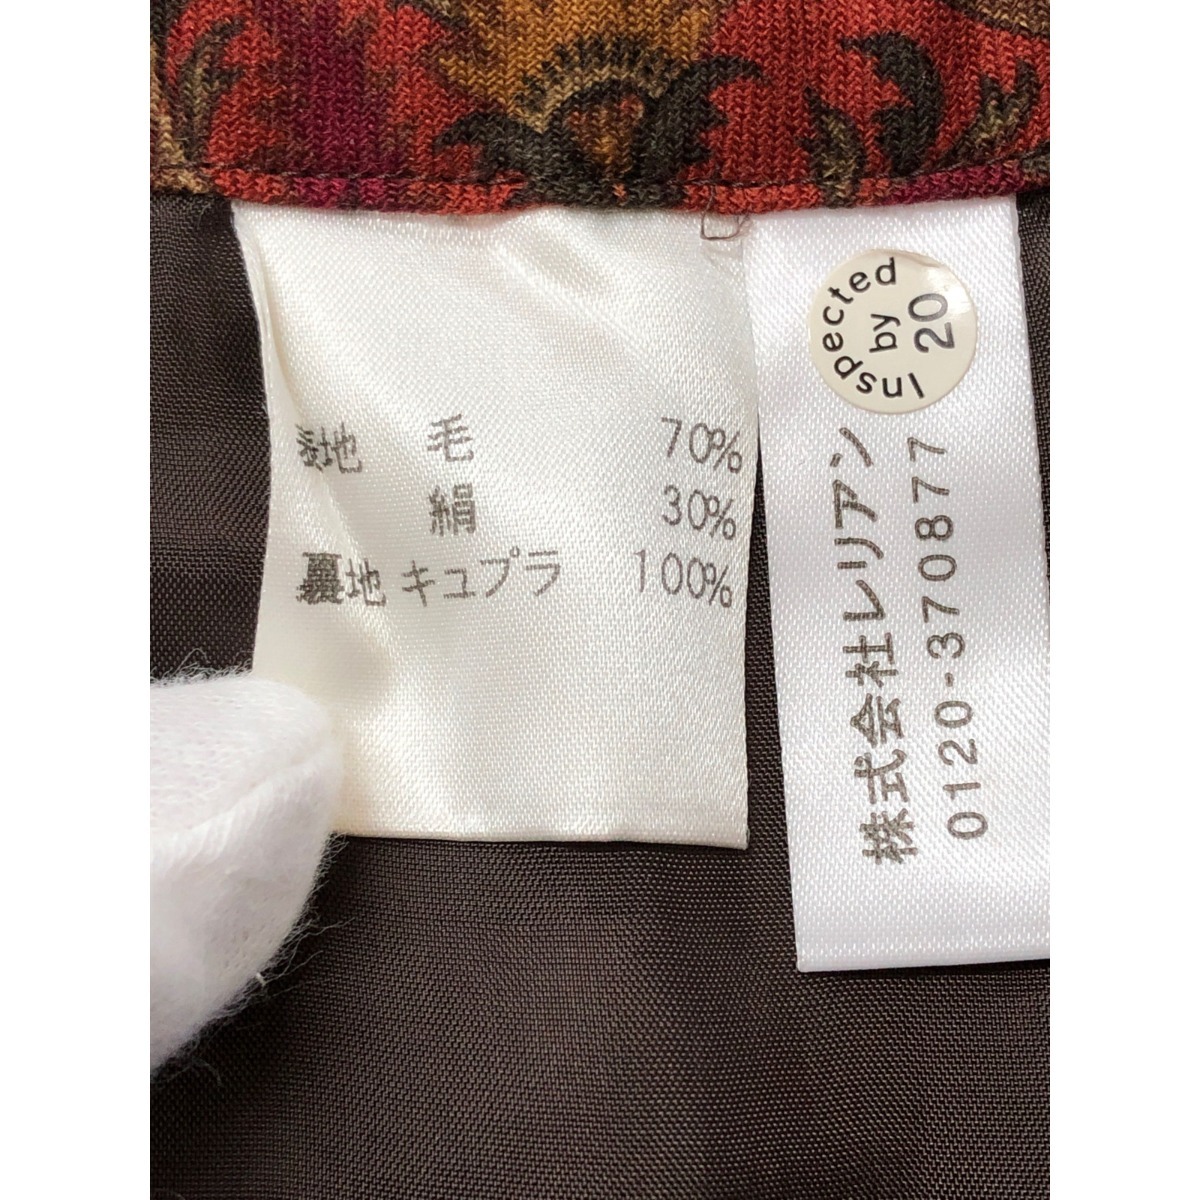 表地 毛 70%
絹 30%
裏地 キュプラ 100%
Inspected
by
20
株式会社レリアン
0120-370877